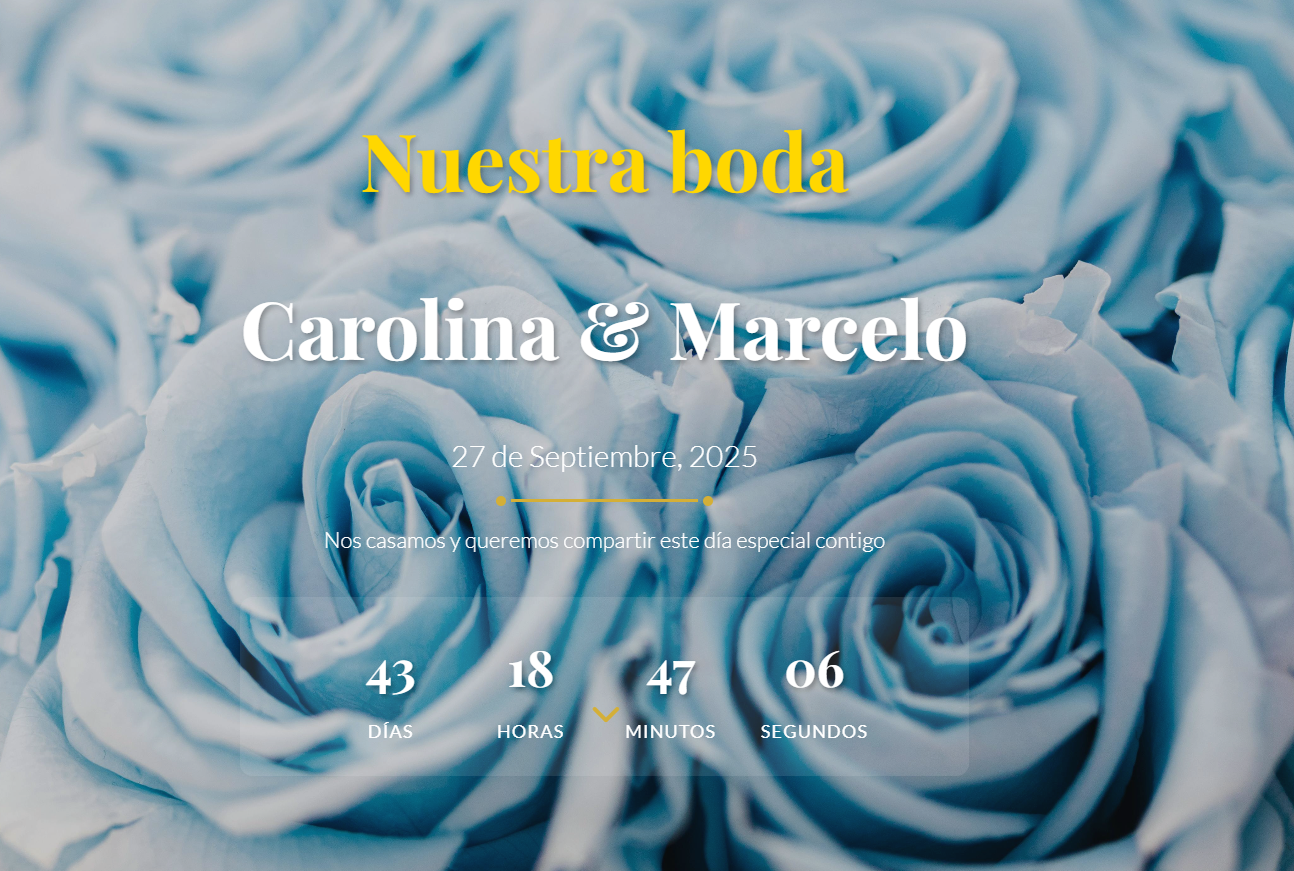 Nuestra boda
Carolina & Marcelo
27 de Septiembre, 2025
Nos casamos y queremos compartir este día especial contigo
43 18 47 06
DÍAS HORAS MINUTOS SEGUNDOS